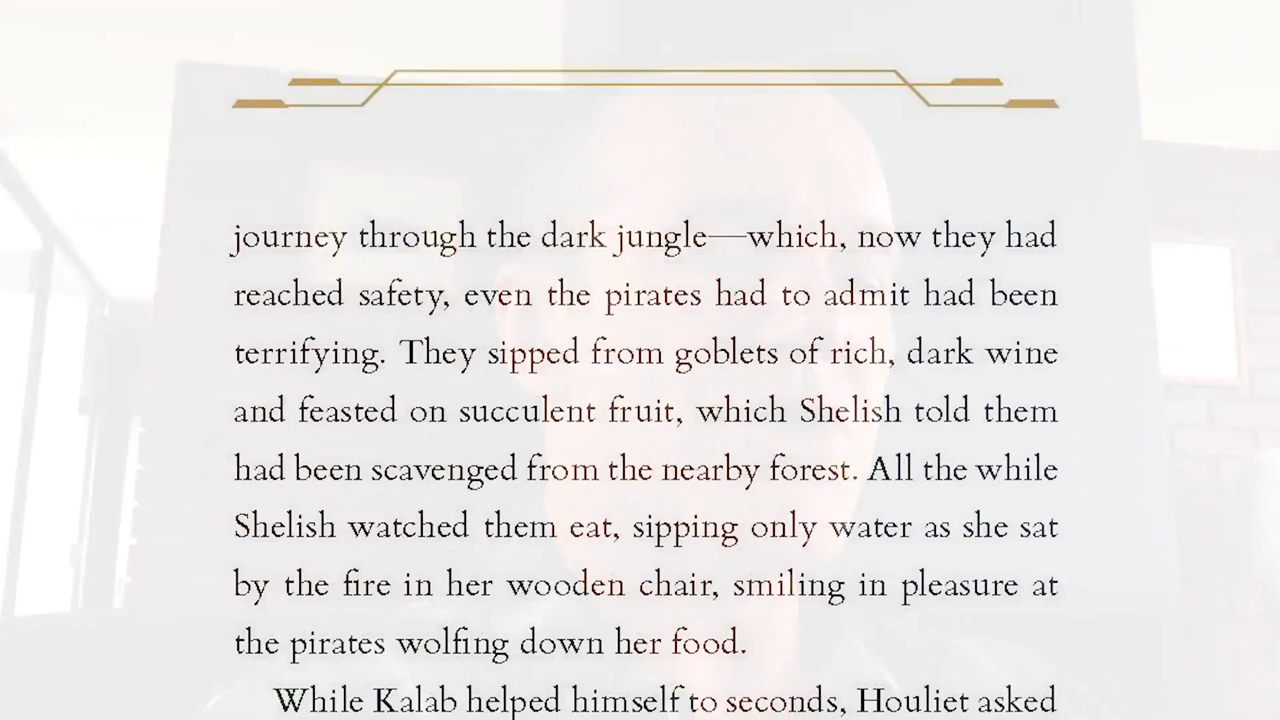 journey through the dark jungle—which, now they had
reached safety, even the pirates had to admit had been
terrifying. They sipped from goblets of rich, dark wine
and feasted on succulent fruit, which Shelish told them
had been scavenged from the nearby forest. All the while
Shelish watched them eat, sipping only water as she sat
by the fire in her wooden chair, smiling in pleasure at
the pirates wolfing down her food.
While Kalab helped himself to seconds, Houliet asked